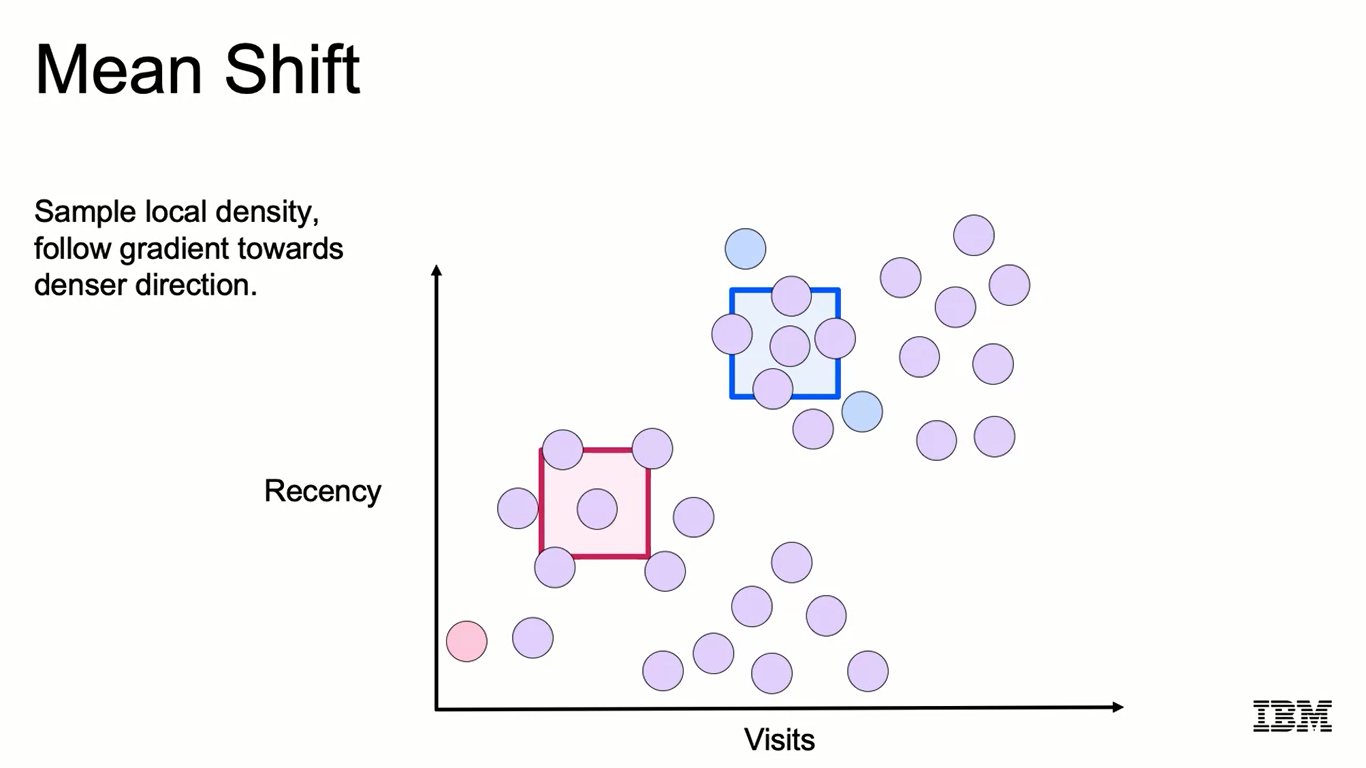 Mean Shift
Sample local density,
follow gradient towards
denser direction.
Recency
Visits
IBM